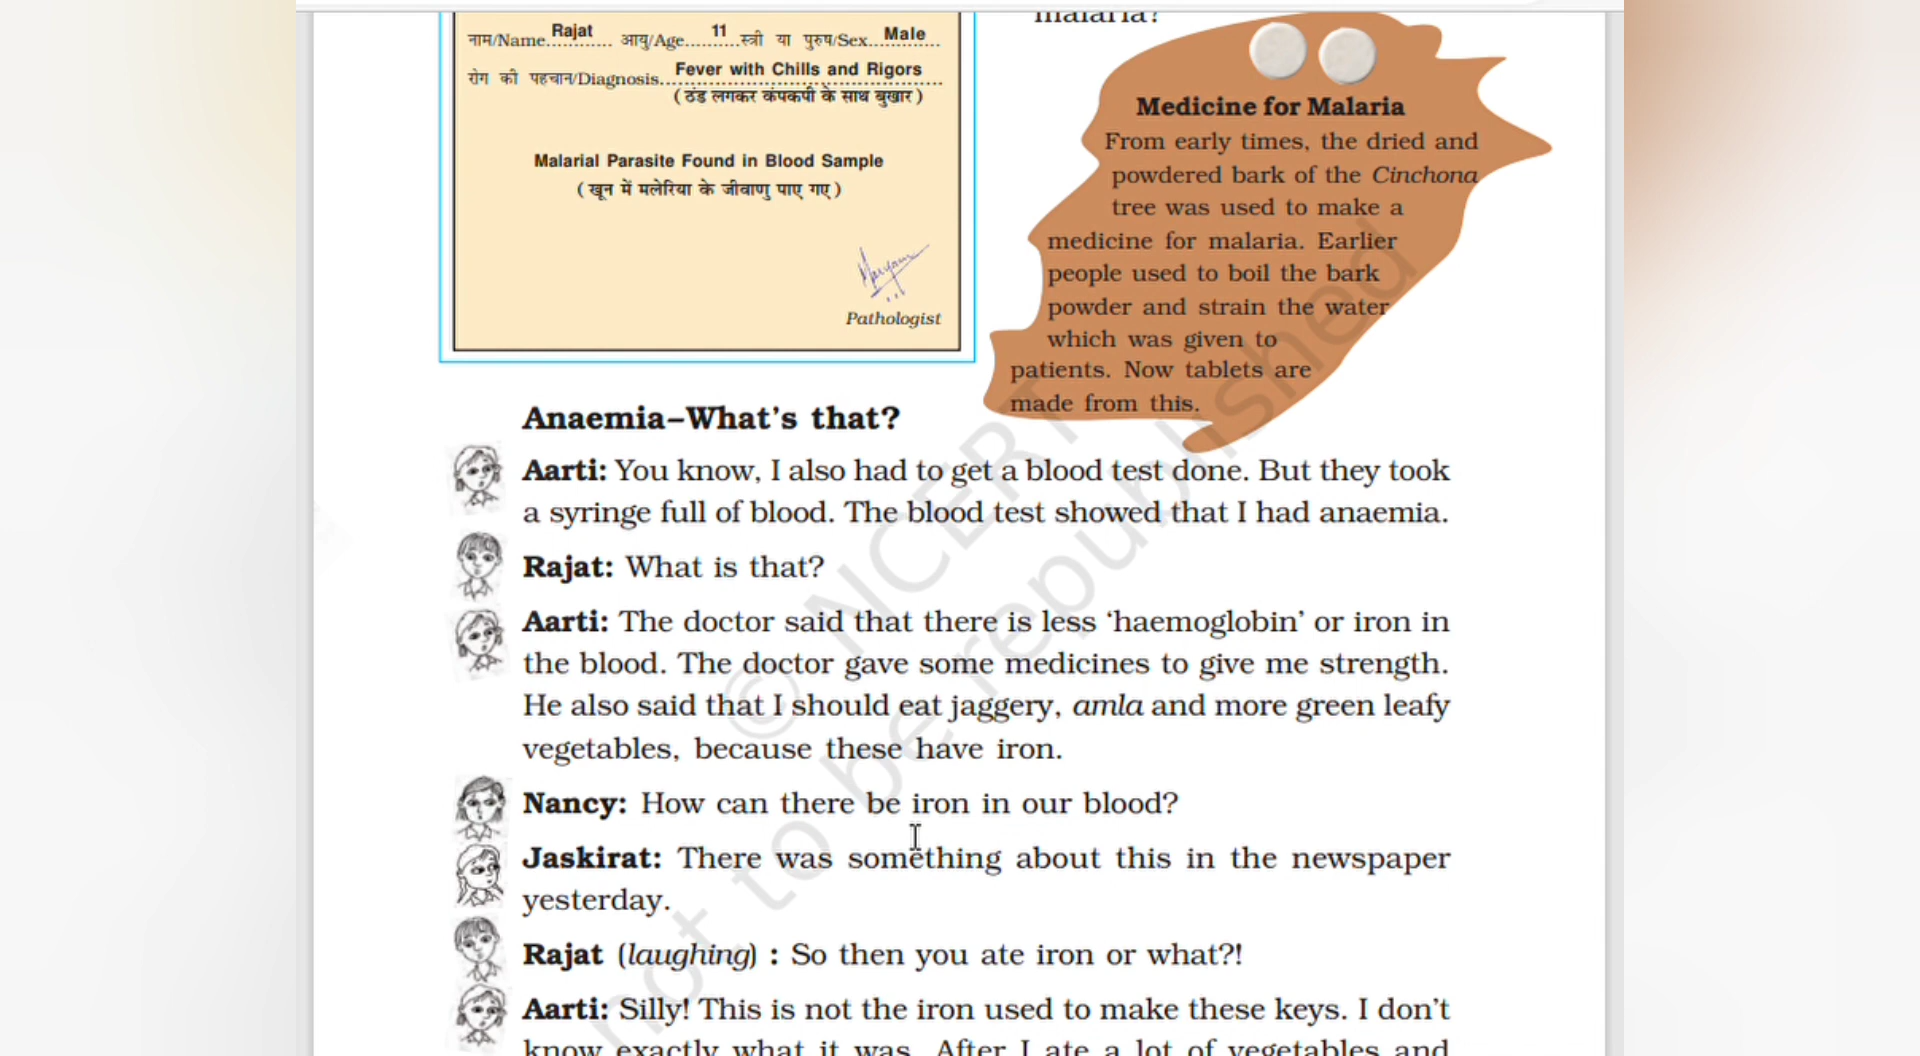 नाम/Name Rajat आयु/Age 11 स्त्री या पुरुष/Sex Male
रोग की पहचान/Diagnosis Fever with Chills and Rigors
(ठंड लगकर कंपकपी के साथ बुखार)
Malarial Parasite Found in Blood Sample
(खून में मलेरिया के जीवाणु पाए गए)
Pathologist
malaria?
Medicine for Malaria
From early times, the dried and
powdered bark of the Cinchona
tree was used to make a
medicine for malaria. Earlier
people used to boil the bark
powder and strain the water
which was given to
patients. Now tablets are
made from this.
Anaemia–What's that?
Aarti: You know, I also had to get a blood test done. But they took
a syringe full of blood. The blood test showed that I had anaemia.
Rajat: What is that?
Aarti: The doctor said that there is less ‘haemoglobin’ or iron in
the blood. The doctor gave some medicines to give me strength.
He also said that I should eat jaggery, amla and more green leafy
vegetables, because these have iron.
Nancy: How can there be iron in our blood?
Jaskirat: There was something about this in the newspaper
yesterday.
Rajat (laughing) : So then you ate iron or what?!
Aarti: Silly! This is not the iron used to make these keys. I don't
know exactly what it was. After I ate a lot of vegetables and
© NCERT
not to be republished